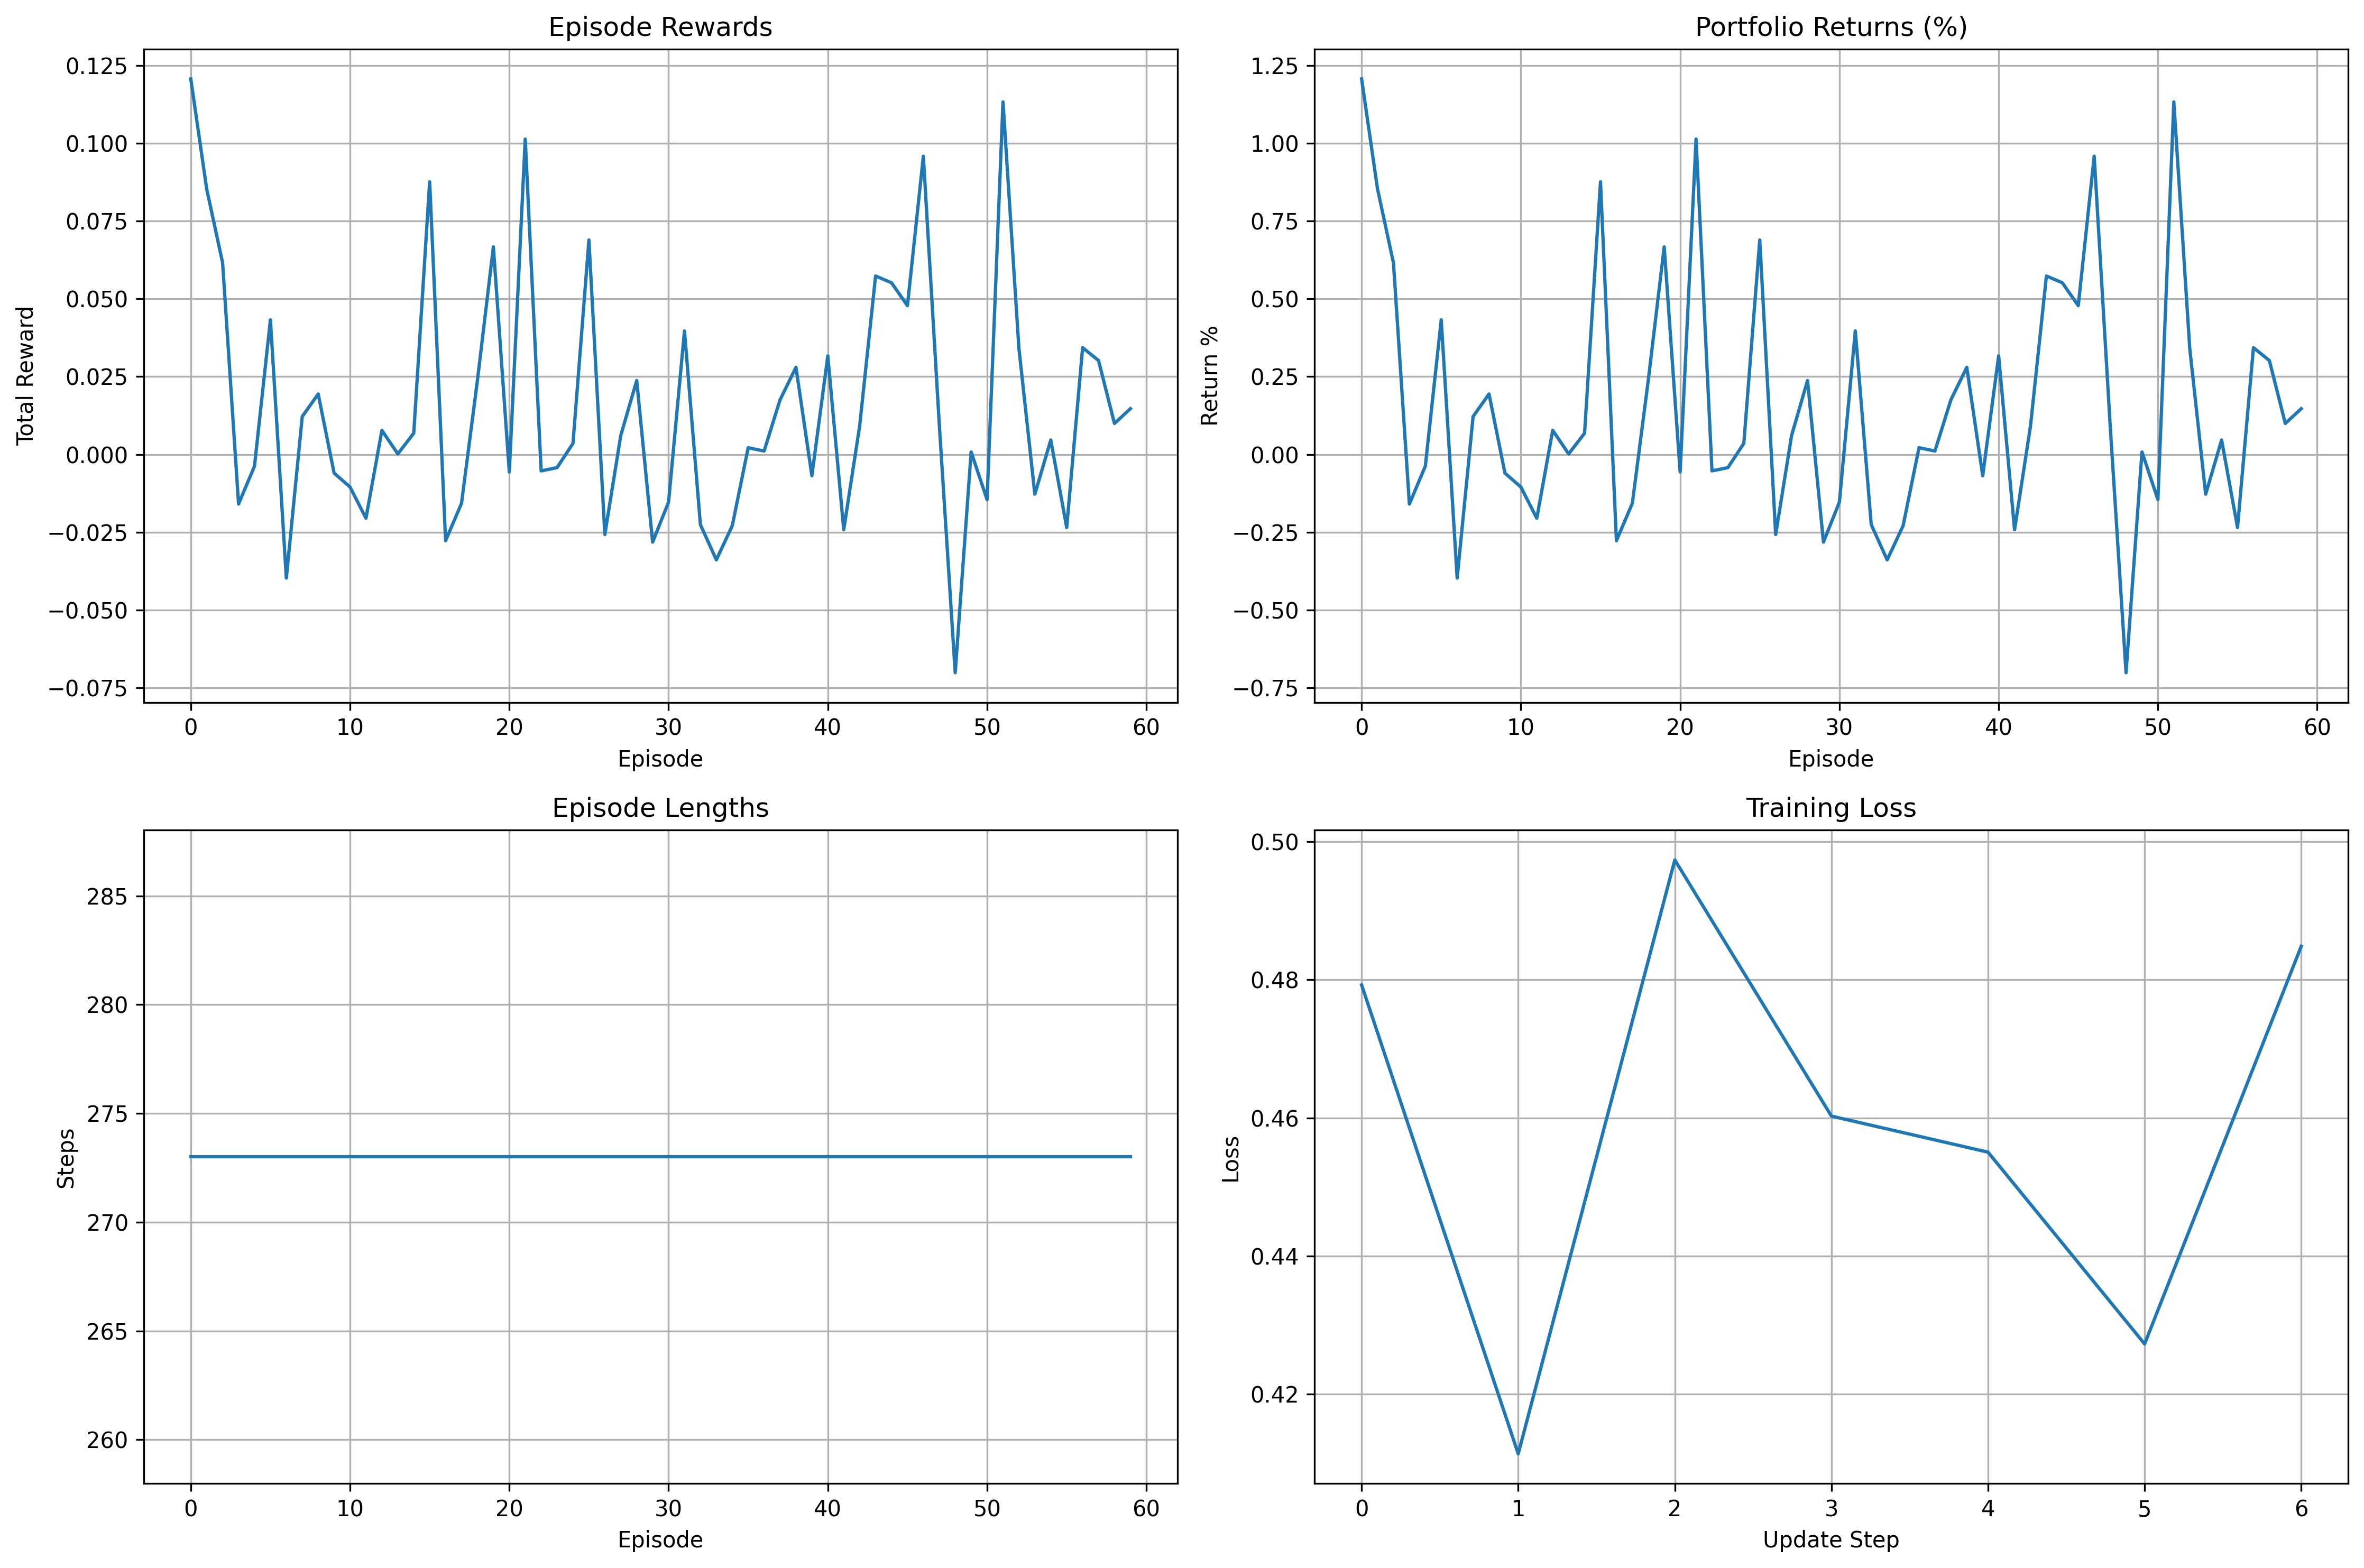 Episode Rewards
Total Reward
0.125
0.100
0.075
0.050
0.025
0.000
−0.025
−0.050
−0.075
0 10 20 30 40 50 60
Episode
Portfolio Returns (%)
Return %
1.25
1.00
0.75
0.50
0.25
0.00
−0.25
−0.50
−0.75
0 10 20 30 40 50 60
Episode
Episode Lengths
Steps
285
280
275
270
265
260
0 10 20 30 40 50 60
Episode
Training Loss
Loss
0.50
0.48
0.46
0.44
0.42
0 1 2 3 4 5 6
Update Step